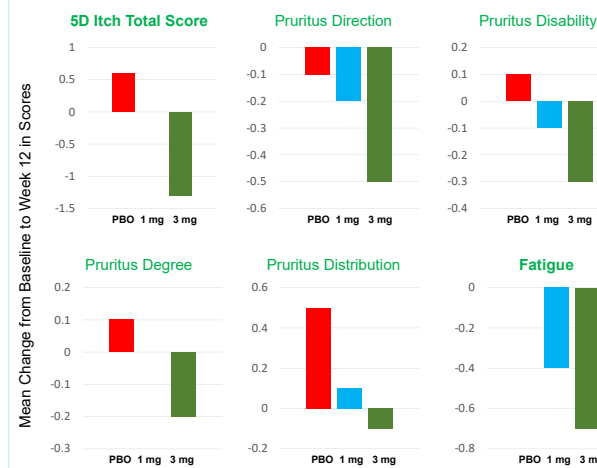 5D Itch Total Score
Pruritus Direction
Pruritus Disability
Mean Change from Baseline to Week 12 in Scores
1
0.5
0
-0.5
-1
-1.5
PBO 1 mg 3 mg
0
-0.1
-0.2
-0.3
-0.4
-0.5
-0.6
PBO 1 mg 3 mg
0.2
0.1
0
-0.1
-0.2
-0.3
-0.4
PBO 1 mg 3 mg
Pruritus Degree
Pruritus Distribution
Fatigue
0.2
0.1
0
-0.1
-0.2
-0.3
PBO 1 mg 3 mg
0.6
0.4
0.2
0
-0.2
PBO 1 mg 3 mg
0
-0.2
-0.4
-0.6
-0.8
PBO 1 mg 3 m